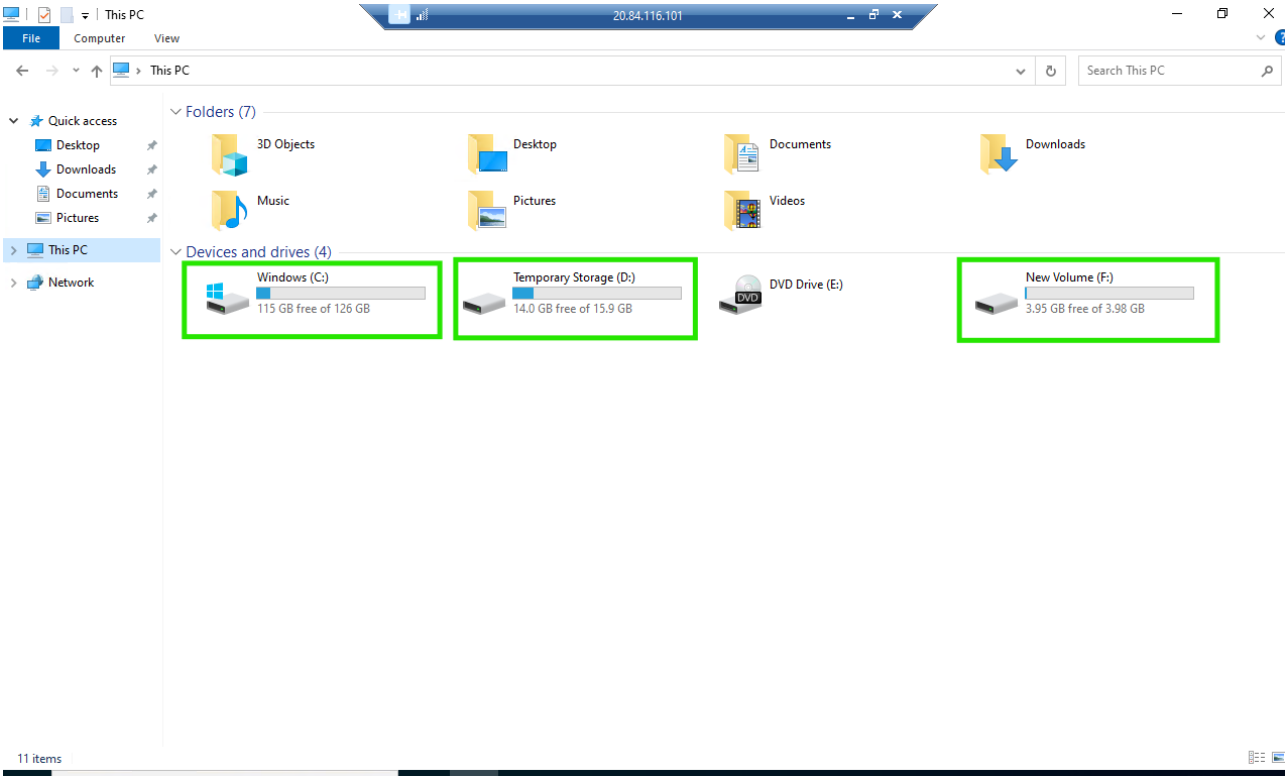 This PC
20.84.116.101
File Computer View
This PC
Search This PC
Quick access
Desktop
Downloads
Documents
Pictures
This PC
Network
Folders (7)
3D Objects
Desktop
Documents
Downloads
Music
Pictures
Videos
Devices and drives (4)
Windows (C:)
115 GB free of 126 GB
Temporary Storage (D:)
14.0 GB free of 15.9 GB
DVD Drive (E:)
DVD
New Volume (F:)
3.95 GB free of 3.98 GB
11 items